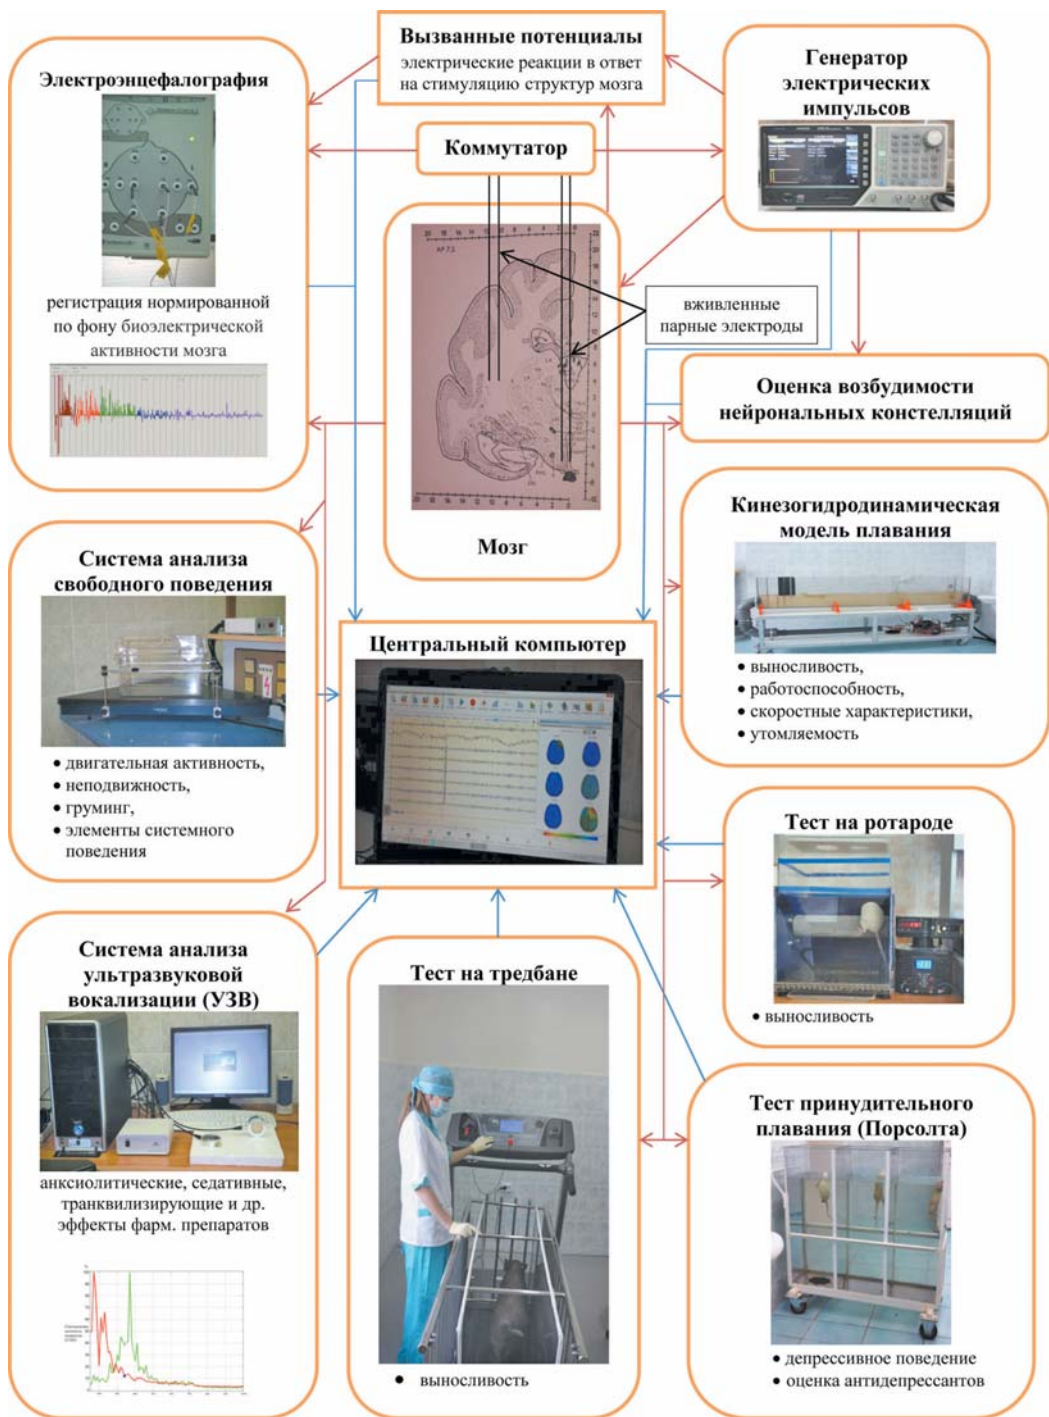 Вызванные потенциалы
электрические реакции в ответ
на стимуляцию структур мозга
Электроэнцефалография
регистрация нормированной
по фону биоэлектрической
активности мозга
Генератор
электрических
импульсов
Коммутатор
AP 7,5
Мозг
вживленные
парные электроды
Оценка возбудимости
нейрональных констелляций
Система анализа
свободного поведения
• двигательная активность,
• неподвижность,
• груминг,
• элементы системного
поведения
Центральный компьютер
Кинезогидродинамическая
модель плавания
• выносливость,
• работоспособность,
• скоростные характеристики,
• утомляемость
Тест на ротароде
• выносливость
Система анализа
ультразвуковой
вокализации (УЗВ)
анксиолитические, седативные,
транквилизирующие и др.
эффекты фарм. препаратов
Тест на тредбане
• выносливость
Тест принудительного
плавания (Порсолта)
• депрессивное поведение
• оценка антидепрессантов